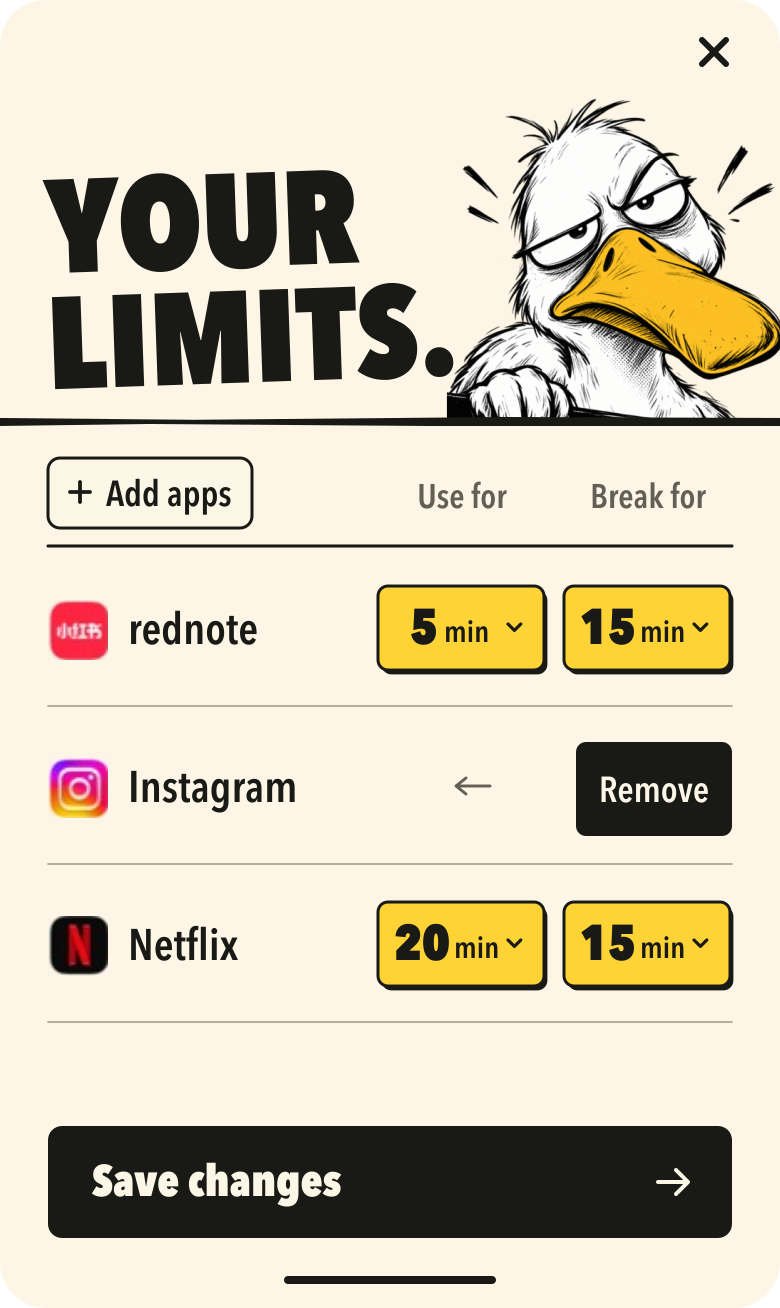 YOUR
LIMITS.
+ Add apps Use for Break for
小红书 rednote 5 min 15 min
Instagram ← Remove
N Netflix 20 min 15 min
Save changes →